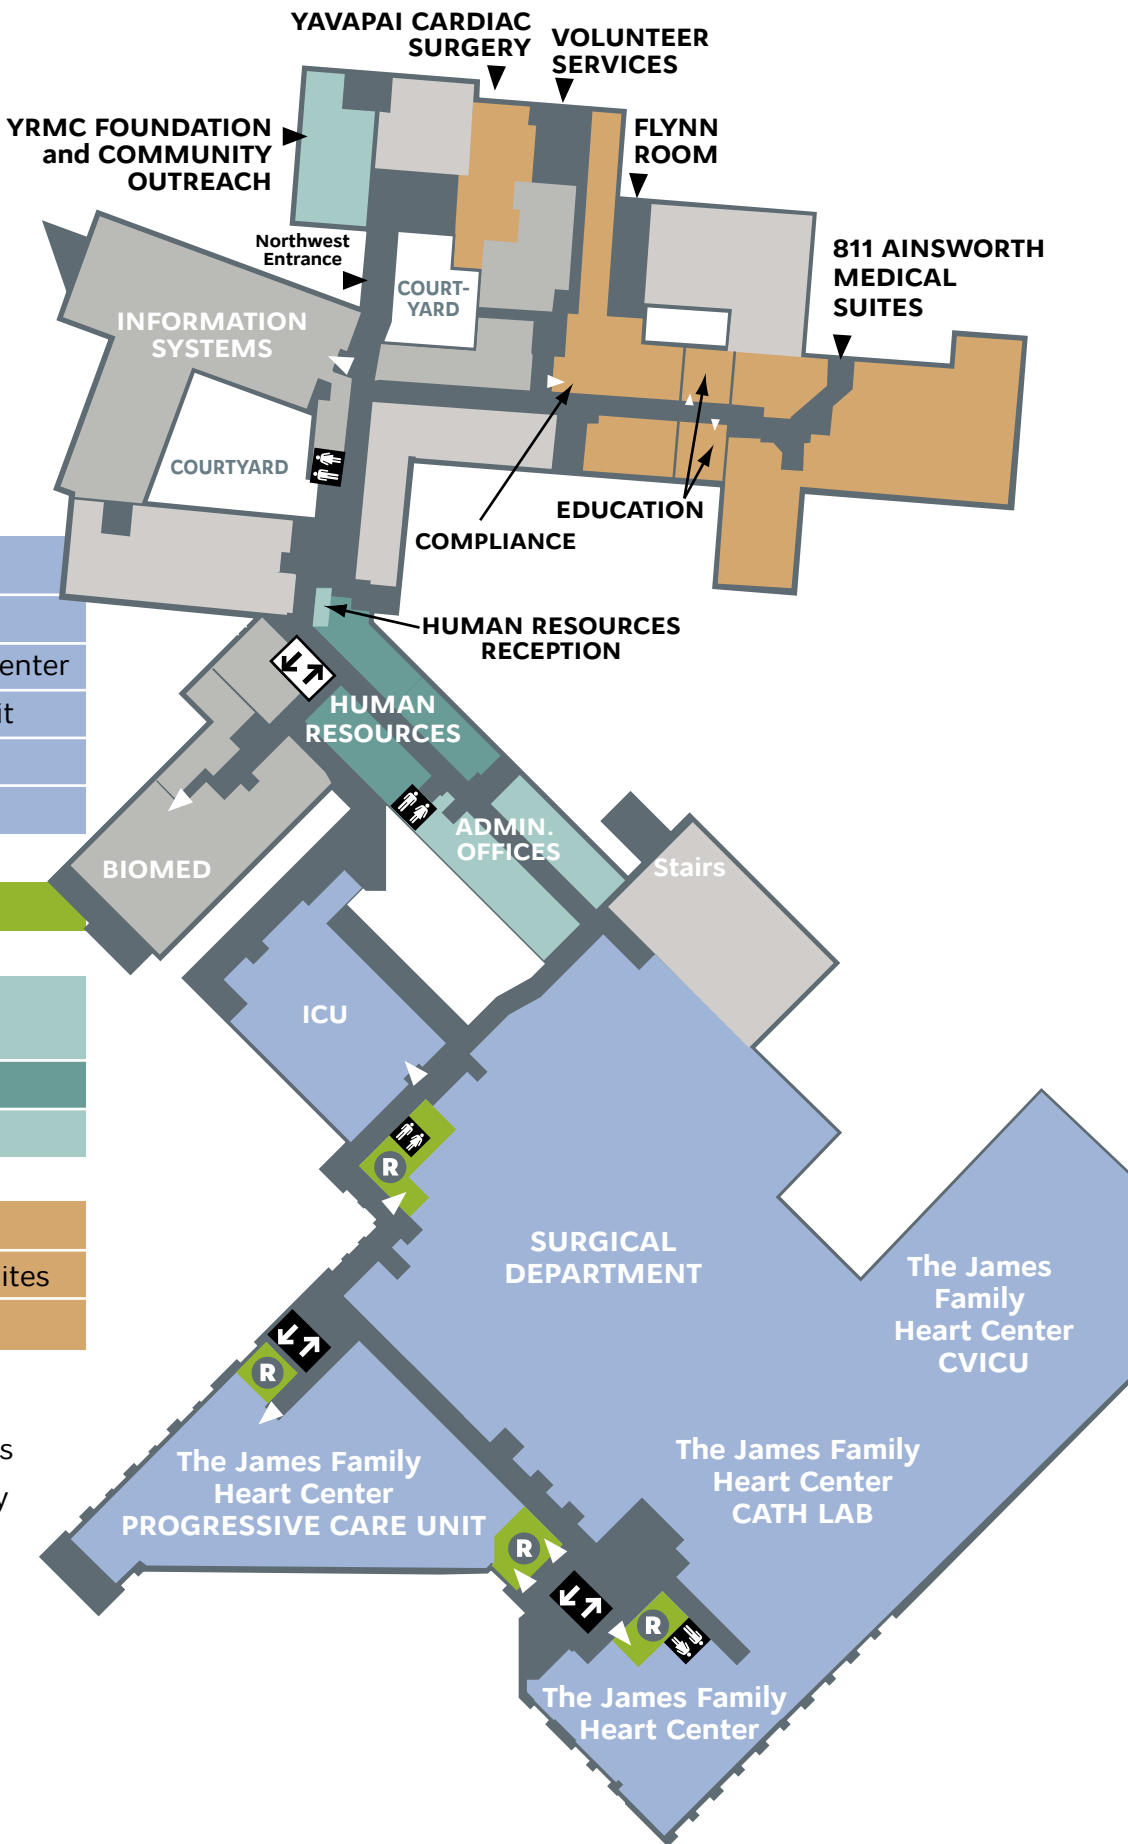 YAVAPAI CARDIAC
SURGERY
VOLUNTEER
SERVICES
YRMC FOUNDATION
and COMMUNITY
OUTREACH
FLYNN
ROOM
Northwest
Entrance
811 AINSWORTH
MEDICAL
SUITES
COURT-
YARD
INFORMATION
SYSTEMS
COURTYARD
EDUCATION
COMPLIANCE
HUMAN RESOURCES
RECEPTION
enter
it
HUMAN
RESOURCES
ADMIN.
OFFICES
Stairs
BIOMED
ICU
R
SURGICAL
DEPARTMENT
The James
Family
Heart Center
CVICU
ites
R
s
y
The James Family
Heart Center
PROGRESSIVE CARE UNIT
The James Family
Heart Center
CATH LAB
R
R
The James Family
Heart Center